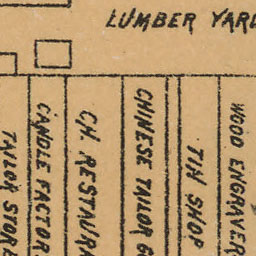 LUMBER YARD
TAILOR STORE
CANDLE FACTOR
CH. RESTAURA
CHINESE TAILOR
TIN SHOP
WOOD ENGRAVER